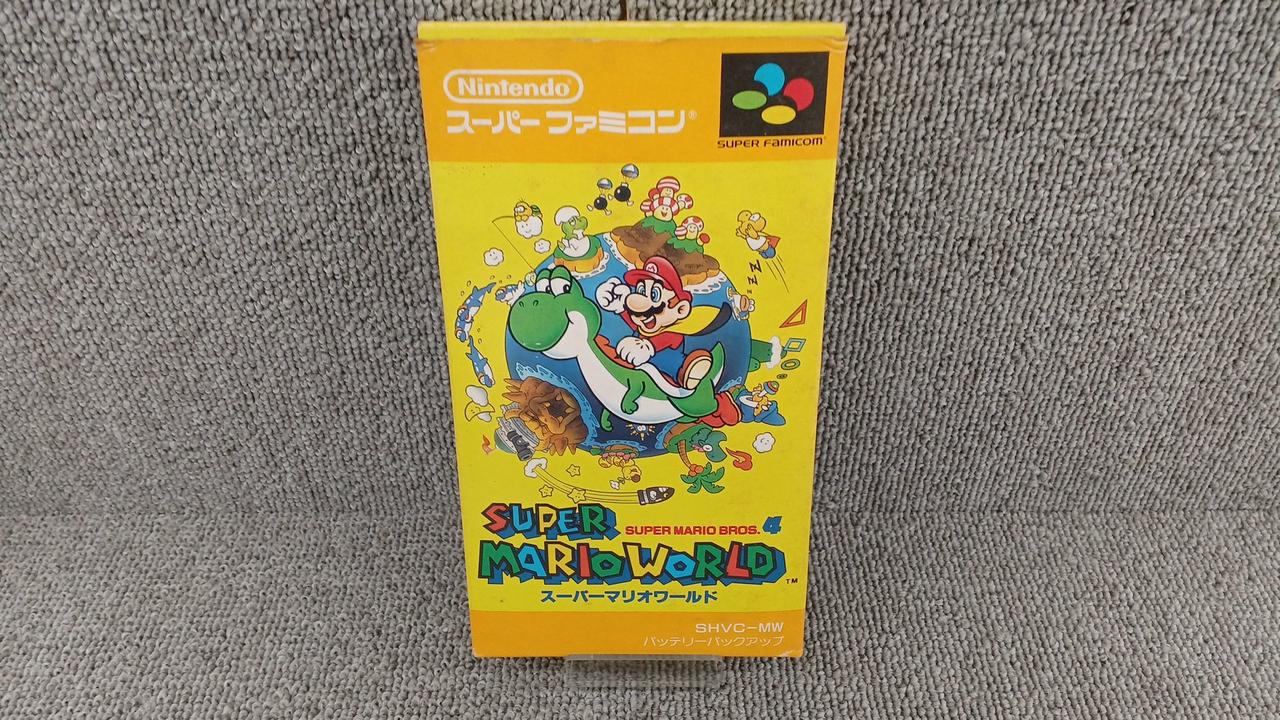 Nintendo
スーパーファミコン®
SUPER FAMICOM
ZZZ
SUPER SUPER MARIO BROS. 4
MARIO WORLD ™
スーパーマリオワールド
SHVC-MW
バッテリーバックアップ